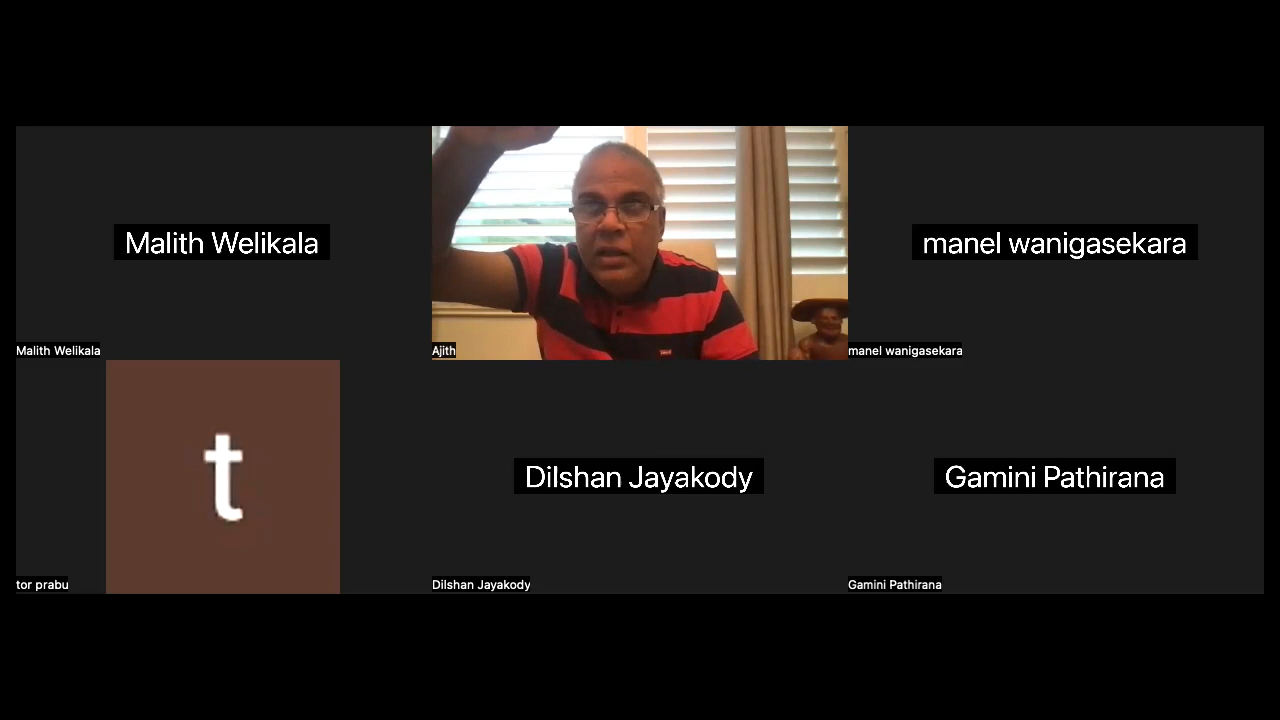 Malith Welikala
manel wanigasekara
Malith Welikala
Ajith
manel wanigasekara
t
Dilshan Jayakody
Gamini Pathirana
tor prabu
Dilshan Jayakody
Gamini Pathirana